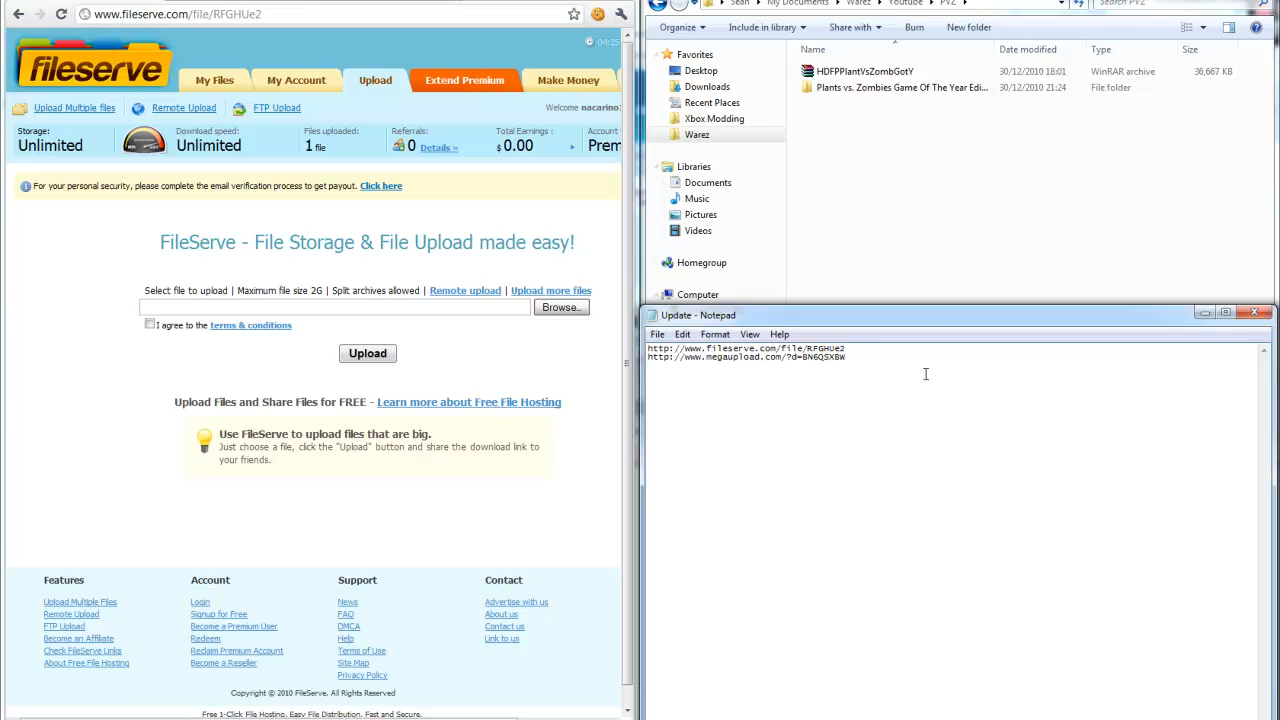 www.fileserve.com/file/RFGHUe2
fileserve
My Files
My Account
Upload
Extend Premium
Make Money
04:25
Upload Multiple files
Remote Upload
FTP Upload
Welcome nacarino
Storage:
Unlimited
Download speed:
Unlimited
Files uploaded:
1 file
Referrals:
0 Details »
Total Earnings :
$ 0.00
Account
Prem
For your personal security, please complete the email verification process to get payout. Click here
FileServe - File Storage & File Upload made easy!
Select file to upload | Maximum file size 2G | Split archives allowed | Remote upload | Upload more files
Browse..
I agree to the terms & conditions
Upload
Upload Files and Share Files for FREE - Learn more about Free File Hosting
Use FileServe to upload files that are big.
Just choose a file, click the "Upload" button and share the download link to
your friends.
Features
Upload Multiple Files
Remote Upload
FTP Upload
Become an Affiliate
Check FileServe Links
About Free File Hosting
Account
Login
Signup for Free
Become a Premium User
Redeem
Reclaim Premium Account
Become a Reseller
Support
News
FAQ
DMCA
Help
Terms of Use
Site Map
Privacy Policy
Contact
Advertise with us
About us
Contact us
Link to us
Copyright © 2010 FileServe. All Rights Reserved
Free 1-Click File Hosting. Easy File Distribution. Fast and Secure.
Sean
My Documents
Warez
Youtube
PVZ
Search PVZ
Organize
Include in library
Share with
Burn
New folder
Favorites
Desktop
Downloads
Recent Places
Xbox Modding
Warez
Libraries
Documents
Music
Pictures
Videos
Homegroup
Computer
Name Date modified Type Size
HDFPPlantVsZombGotY 30/12/2010 18:01 WinRAR archive 36,667 KB
Plants vs. Zombies Game Of The Year Edi... 30/12/2010 21:24 File folder
Update - Notepad
File Edit Format View Help
http://www.fileserve.com/file/RFGHUe2
http://www.megaupload.com/?d=BN6QSXBW